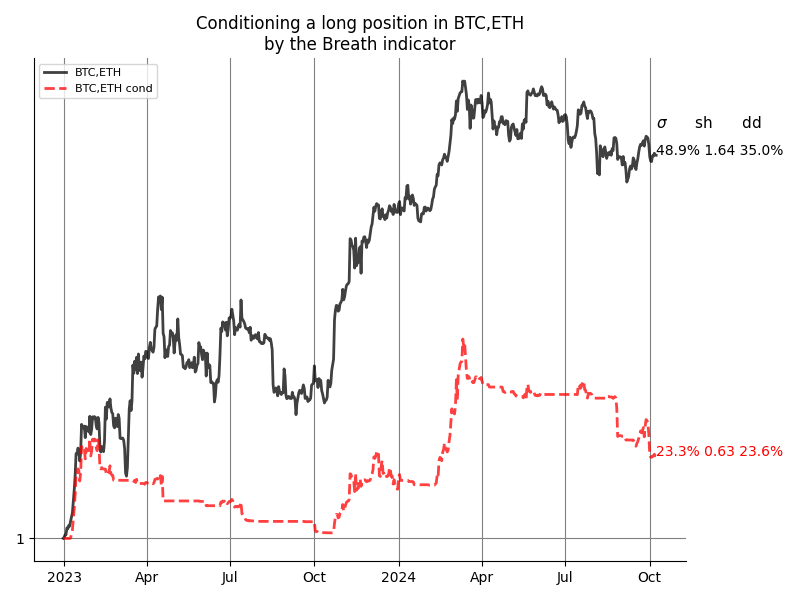 Conditioning a long position in BTC,ETH
by the Breath indicator
BTC,ETH
BTC,ETH cond
σ sh dd
48.9% 1.64 35.0%
23.3% 0.63 23.6%
1
2023 Apr Jul Oct 2024 Apr Jul Oct